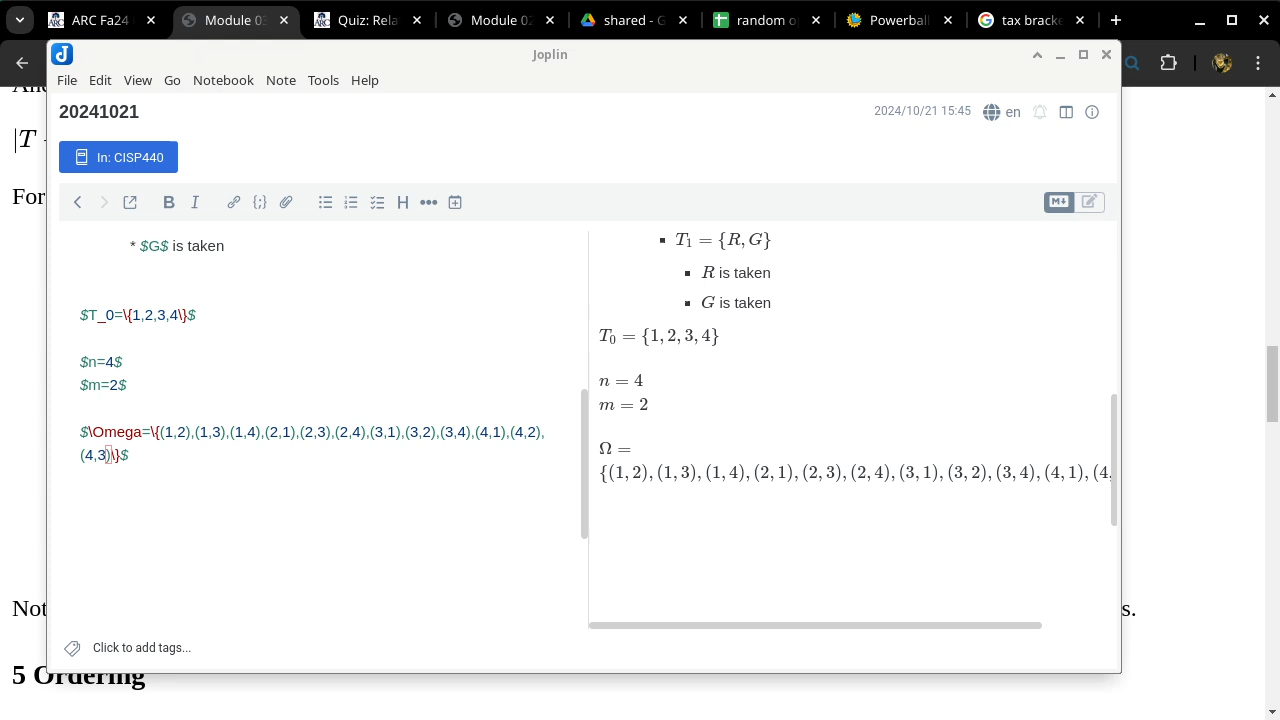 ARC Fa24
Module 03
Quiz: Rela
Module 02
shared - G
random o
Powerball
tax bracke
Joplin
File Edit View Go Notebook Note Tools Help
20241021
2024/10/21 15:45
en
In: CISP440
* $G$ is taken
$T_0=\{1,2,3,4\}$
$n=4$
$m=2$
$\Omega=\{(1,2),(1,3),(1,4),(2,1),(2,3),(2,4),(3,1),(3,2),(3,4),(4,1),(4,2),
(4,3)\}$
T₁ = {R, G}
R is taken
G is taken
T₀ = {1, 2, 3, 4}
n = 4
m = 2
Ω =
{(1, 2), (1, 3), (1, 4), (2, 1), (2, 3), (2, 4), (3, 1), (3, 2), (3, 4), (4, 1), (4,
Click to add tags...
|T
For
Not
s.
5 Ordering